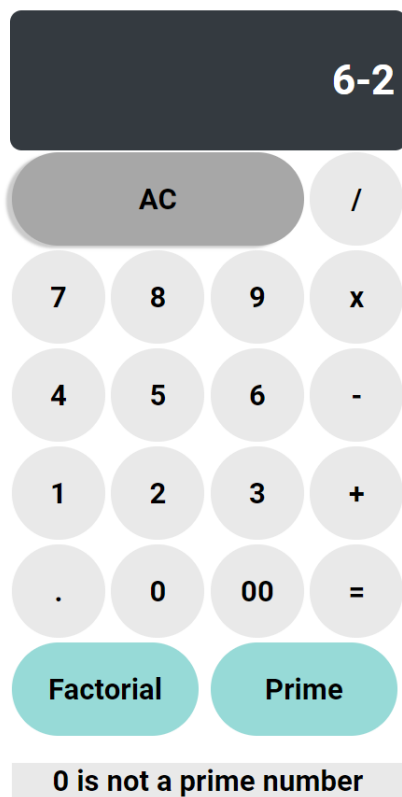 6-2
AC /
7 8 9 x
4 5 6 -
1 2 3 +
. 0 00 =
Factorial Prime
0 is not a prime number